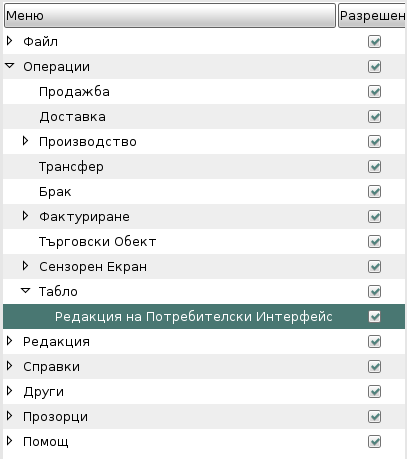 Меню Разрешен
Файл
Операции
Продажба
Доставка
Производство
Трансфер
Брак
Фактуриране
Търговски Обект
Сензорен Екран
Табло
Редакция на Потребителски Интерфейс
Редакция
Справки
Други
Прозорци
Помощ